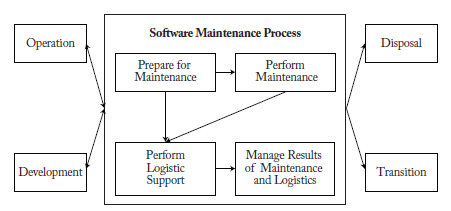 Software Maintenance Process
Operation
Disposal
Prepare for
Maintenance
Perform
Maintenance
Development
Perform
Logistic
Support
Manage Results
of Maintenance
and Logistics
Transition